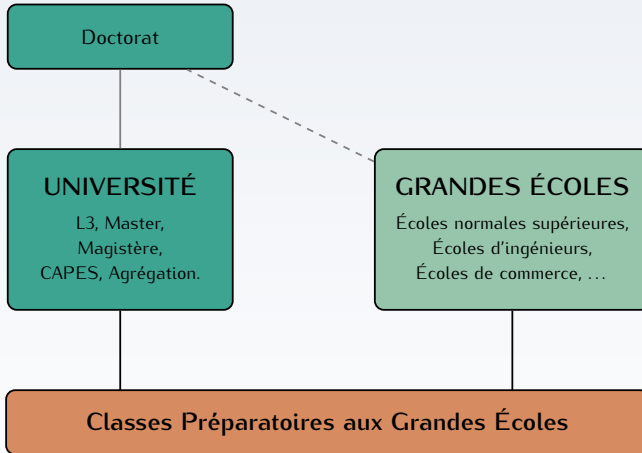 Doctorat
UNIVERSITÉ
L3, Master,
Magistère,
CAPES, Agrégation.
GRANDES ÉCOLES
Écoles normales supérieures,
Écoles d'ingénieurs,
Écoles de commerce, ...
Classes Préparatoires aux Grandes Écoles